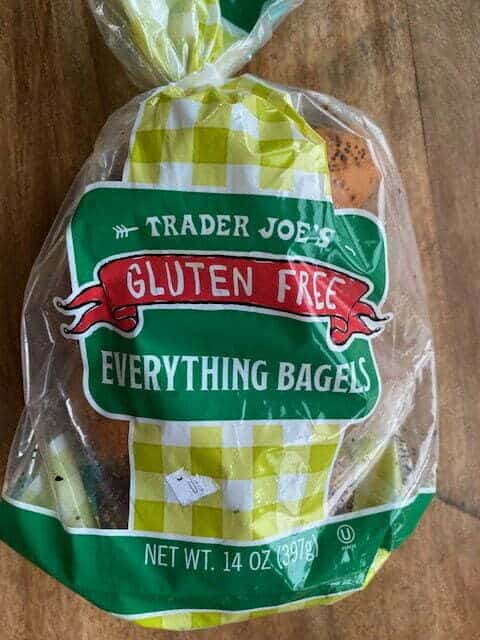 TRADER JOE'S
GLUTEN FREE
EVERYTHING BAGELS
NET WT. 14 OZ (397g)
U